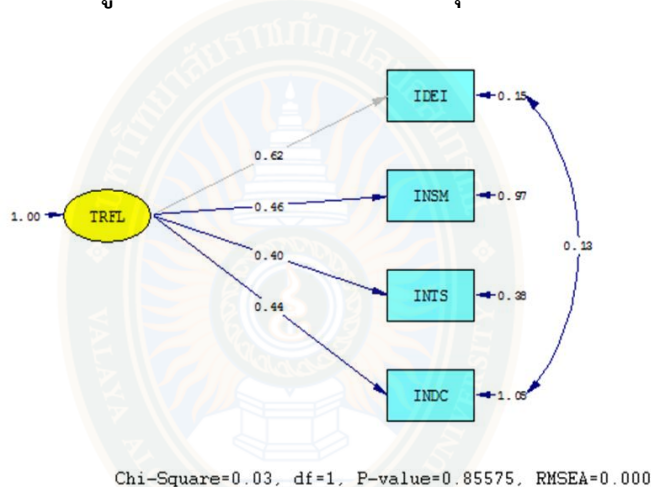 IDEI
0.15
0.62
INSM
0.97
0.46
1.00
TRFL
0.13
0.40
INTS
0.38
0.44
INDC
1.05
Chi-Square=0.03, df=1, P-value=0.85575, RMSEA=0.000